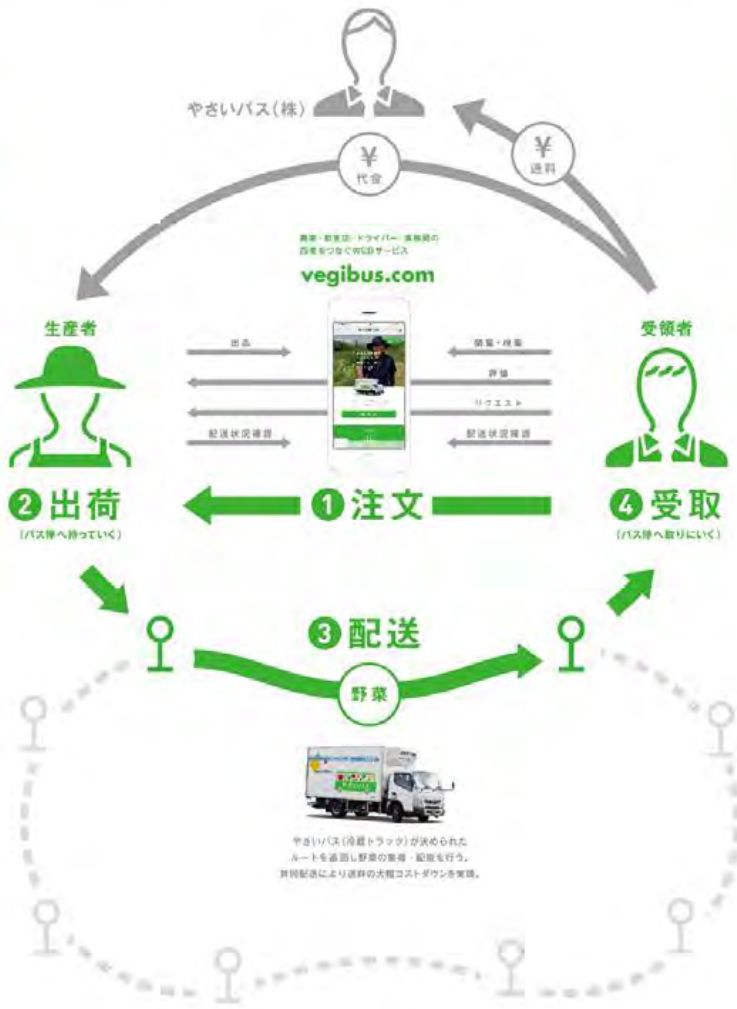 やさいバス(株)
¥
代金
¥
送料
農家・飲食店・ドライバー・事務局の
四者をつなぐWEBサービス
vegibus.com
生産者
受領者
出品
閲覧・検索
評価
リクエスト
配送状況確認
配送状況確認
②出荷
(バス停へ持っていく)
①注文
④受取
(バス停へ取りにいく)
③配送
野菜
やさいバス(冷蔵トラック)が決められた
ルートを巡回し野菜の集荷・配送を行う。
共同配送により送料の大幅コストダウンを実現。